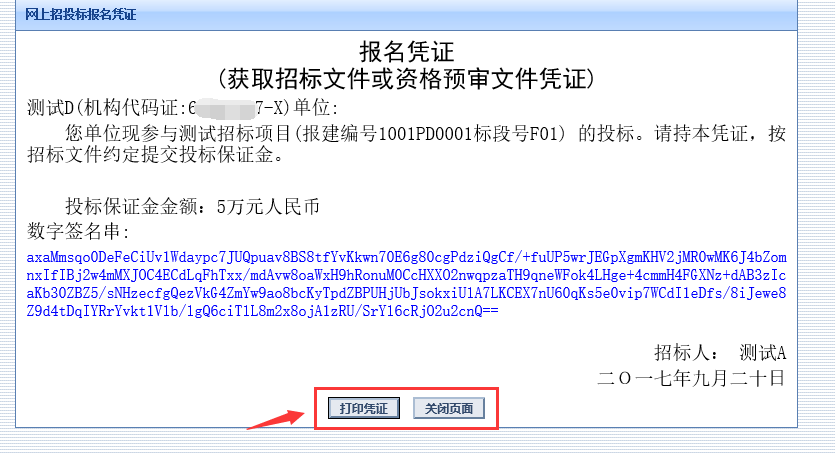 网上招投标报名凭证
报名凭证
(获取招标文件或资格预审文件凭证)
测试D(机构代码证:6 7-X)单位:
您单位现参与测试招标项目(报建编号1001PD0001标段号F01) 的投标。请持本凭证，按
招标文件约定提交投标保证金。
投标保证金金额: 5万元人民币
数字签名串:
axaMmsqo0DeFeCiUv1Wdaypc7JUQpuav8BS8tfYvKkwn70E6g80cgPdziQgCf/+fuUP5wrJEGpXgmKHV2jMR0wMK6J4bZom
nxIfIBj2w4mMXJOC4ECdLqFhTxx/mdAvw8oaWxH9hRonuM0CcHXXO2nwqpzaTH9qneWFok4LHge+4cmmH4FGXNz+dAB3zIc
aKb30ZBZ5/sNHzecfgQezVkG4ZmYw9ao8bcKyTpdZBPUHjUbJsokxiU1A7LKCEX7nU60qKs5e0vip7WCdI1eDfs/8iJewe8
Z9d4tDqIYRrYvkt1V1b/1gQ6ciT1L8m2x8ojA1zRU/SrY16cRj02u2cnQ==
招标人: 测试A
二〇一七年九月二十日
打印凭证 关闭页面